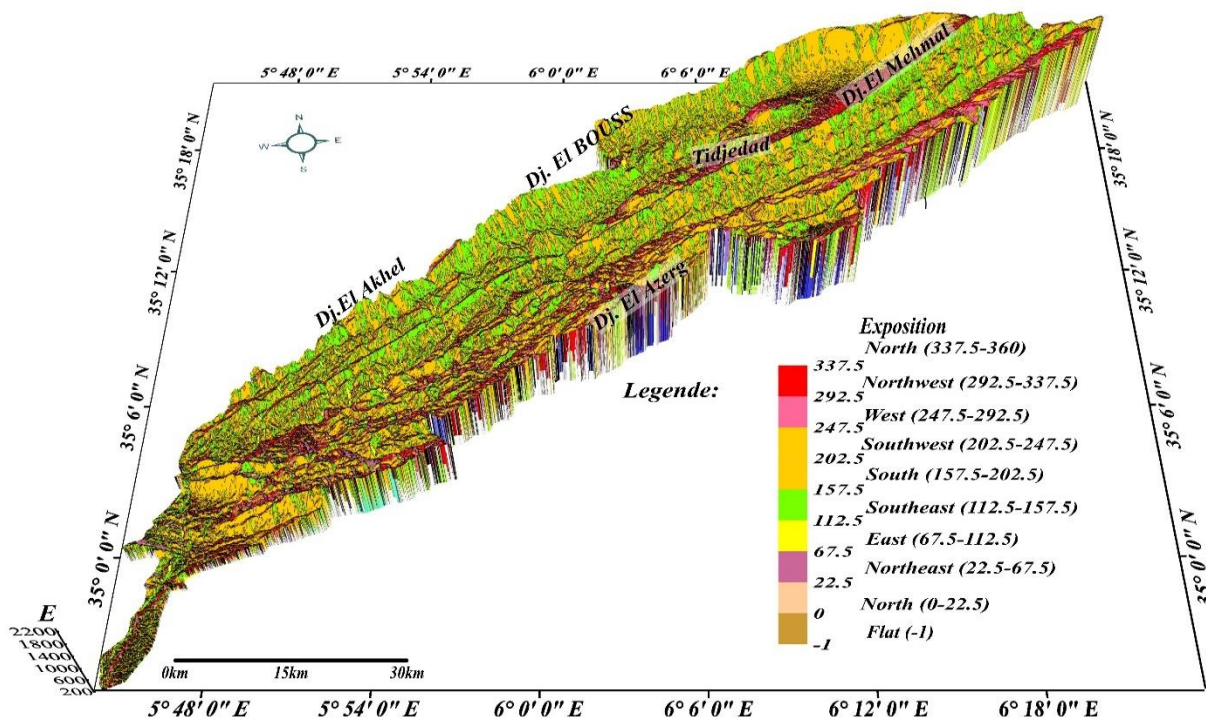 5° 48' 0" E
5° 54' 0" E
6° 0' 0" E
6° 6' 0" E
Dj.El Mehmal
Tidjedad
Dj. El BOUSS
Dj.El Akhel
Dj. El Azerg
N
W
E
S
35° 18' 0" N
35° 12' 0" N
35° 6' 0" N
35° 0' 0" N
35° 18' 0" N
35° 12' 0" N
35° 6' 0" N
35° 0' 0" N
Legende:
Exposition
North (337.5-360)
337.5
Northwest (292.5-337.5)
292.5
West (247.5-292.5)
247.5
Southwest (202.5-247.5)
202.5
South (157.5-202.5)
157.5
Southeast (112.5-157.5)
112.5
East (67.5-112.5)
67.5
Northeast (22.5-67.5)
22.5
North (0-22.5)
0
Flat (-1)
-1
E
2200
1800
1400
1000
600
200
0km 15km 30km
5° 48' 0" E
5° 54' 0" E
6° 0' 0" E
6° 6' 0" E
6° 12' 0" E
6° 18' 0" E